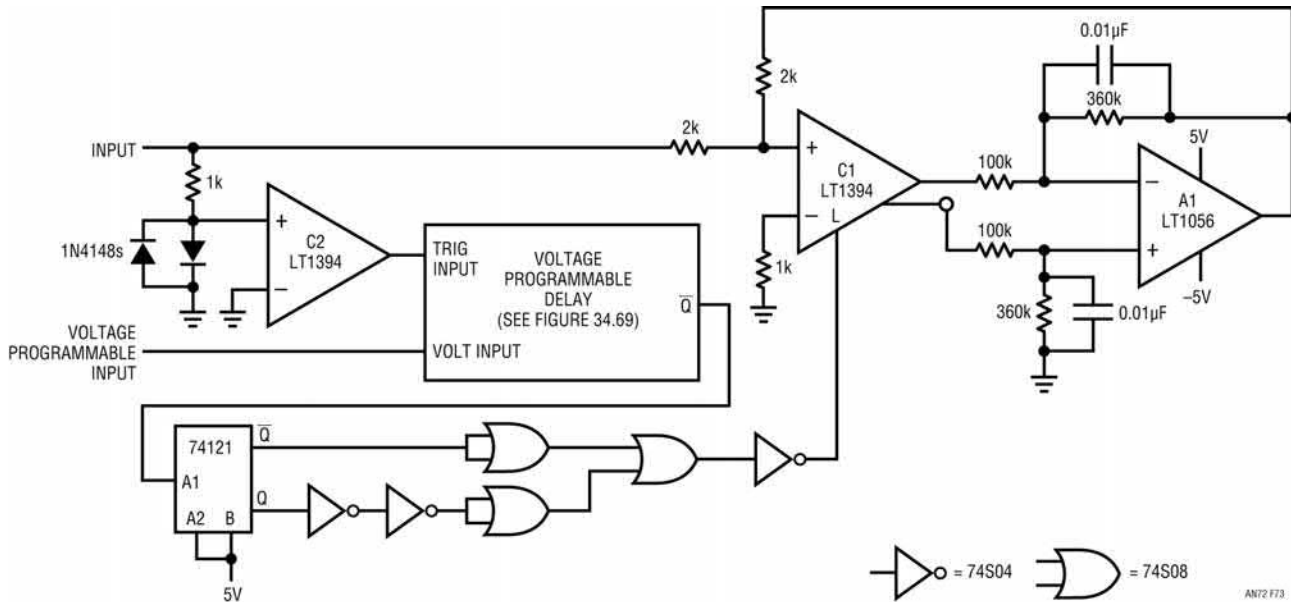 0.01µF
2k
360k
INPUT
2k
+
C1
LT1394
−
L
100k
5V
−
A1
LT1056
+
−5V
1k
100k
1N4148s
+
C2
LT1394
−
TRIG
INPUT
VOLTAGE
PROGRAMMABLE
DELAY
(SEE FIGURE 34.69)
Q̅
VOLT INPUT
1k
360k
0.01µF
VOLTAGE
PROGRAMMABLE
INPUT
74121
Q̅
A1
Q
A2 B
5V
= 74S04
= 74S08
AN72 F73